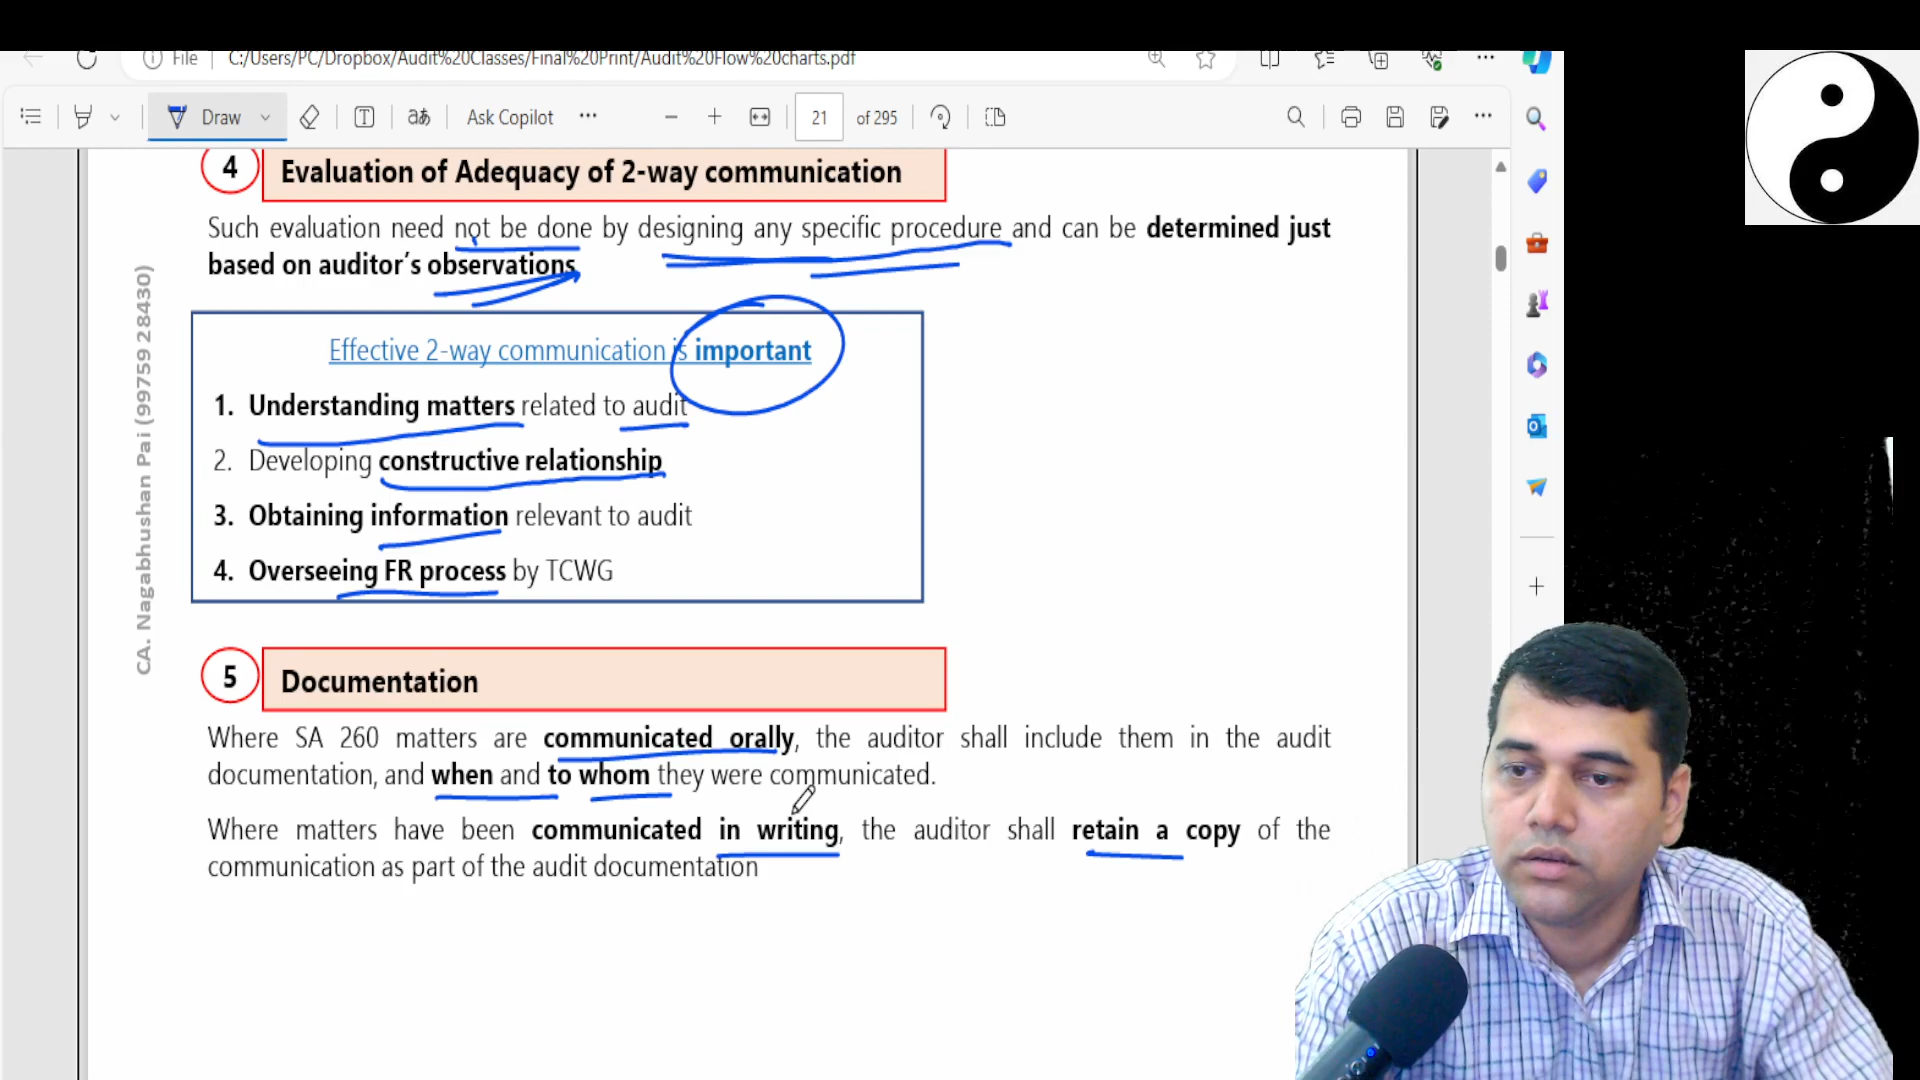 File
C:/Users/PC/Dropbox/Audit%20Classes/Final%20Print/Audit%20Flow%20charts.pdf
Draw
T
aあ
Ask Copilot
21
of 295
4
Evaluation of Adequacy of 2-way communication
Such evaluation need not be done by designing any specific procedure and can be determined just
based on auditor's observations
CA. Nagabhushan Pai (99759 28430)
Effective 2-way communication is important
1. Understanding matters related to audit
2. Developing constructive relationship
3. Obtaining information relevant to audit
4. Overseeing FR process by TCWG
5
Documentation
Where SA 260 matters are communicated orally, the auditor shall include them in the audit
documentation, and when and to whom they were communicated.
Where matters have been communicated in writing, the auditor shall retain a copy of the
communication as part of the audit documentation